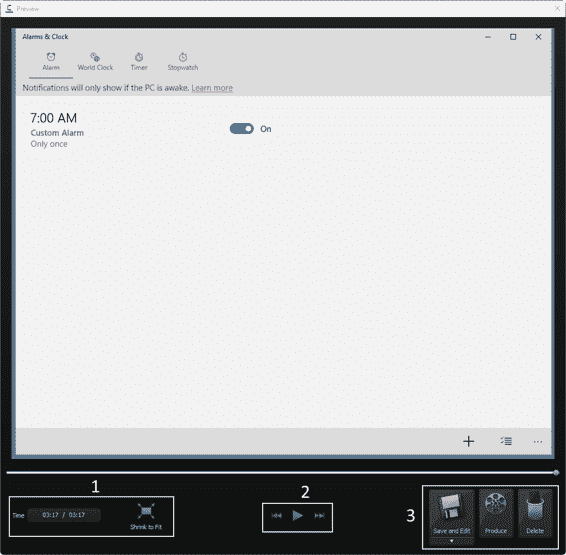 Preview
Alarms & Clock
Alarm World Clock Timer Stopwatch
Notifications will only show if the PC is awake. Learn more
7:00 AM
Custom Alarm On
Only once
1
2
3
Time 03:17 / 03:17
Shrink to Fit
Save and Edit Produce Delete